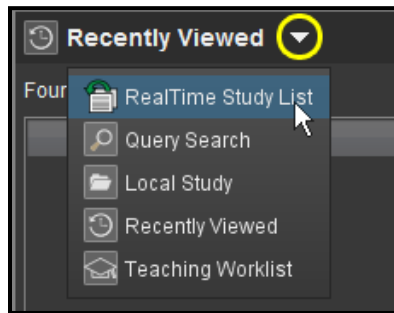 Recently Viewed
Four
RealTime Study List
Query Search
Local Study
Recently Viewed
Teaching Worklist